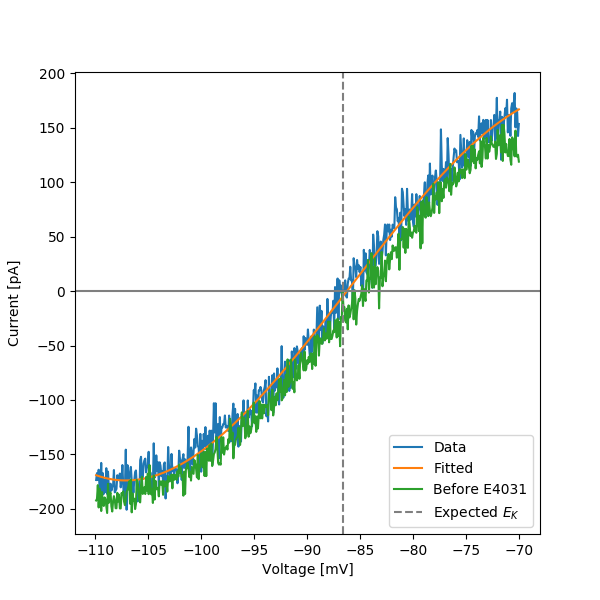 200
150
100
50
0
−50
−100
−150
−200
Current [pA]
Data
Fitted
Before E4031
Expected E_K
−110 −105 −100 −95 −90 −85 −80 −75 −70
Voltage [mV]